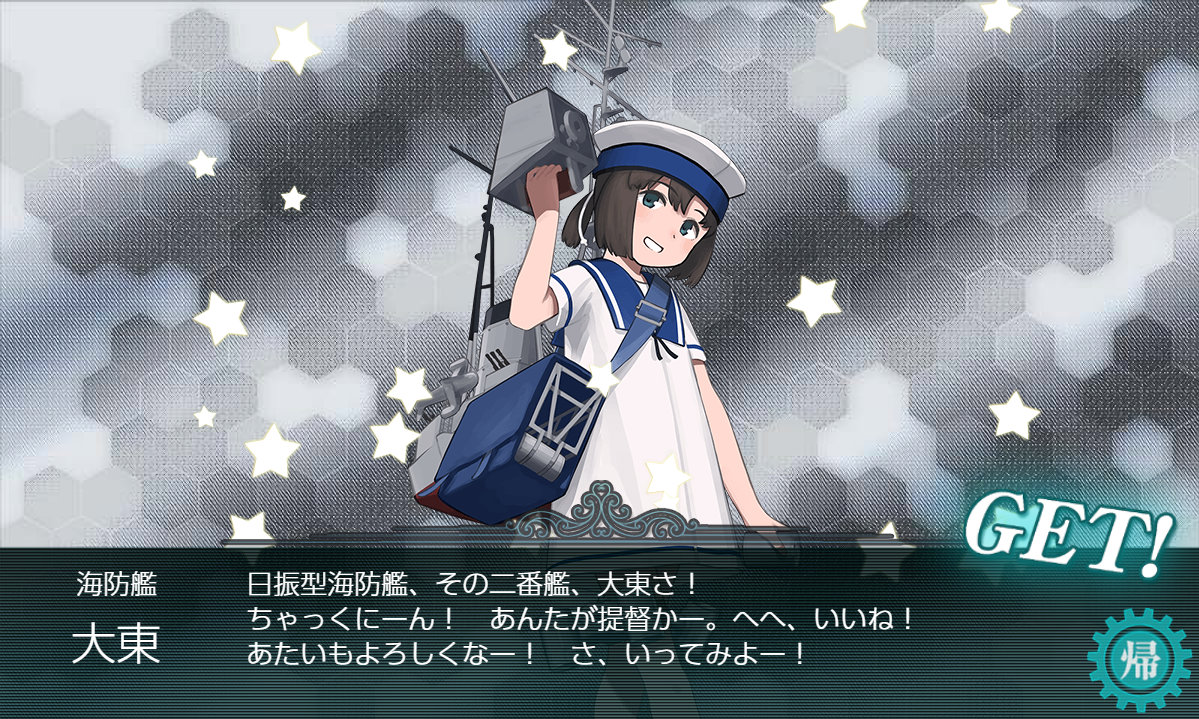 GET!
海防艦
大東
日振型海防艦、その二番艦、大東さ！
ちゃっくにーん！　あんたが提督かー。へへ、いいね！
あたいもよろしくなー！　さ、いってみよー！
帰